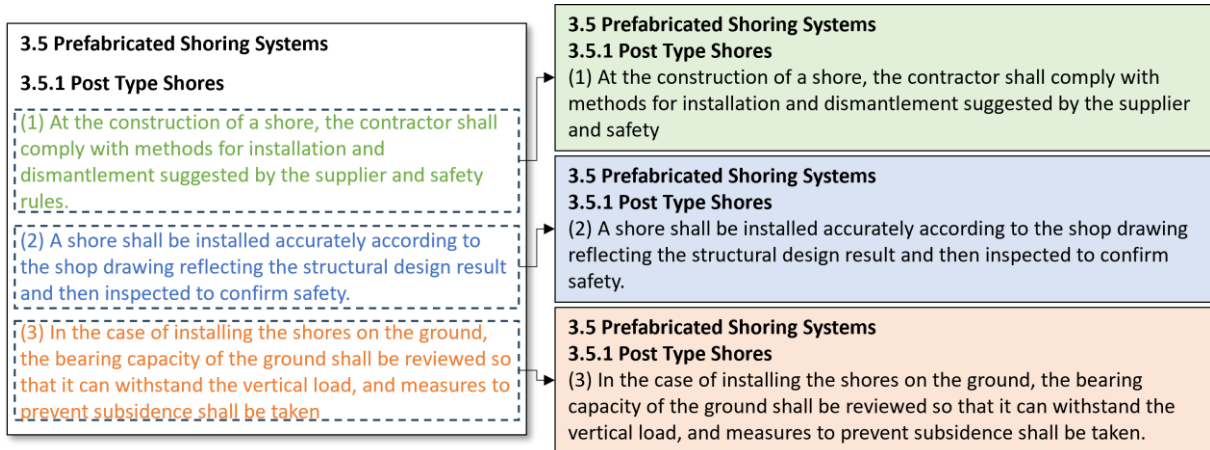 3.5 Prefabricated Shoring Systems
3.5.1 Post Type Shores
(1) At the construction of a shore, the contractor shall
comply with methods for installation and
dismantlement suggested by the supplier and safety
rules.
(2) A shore shall be installed accurately according to
the shop drawing reflecting the structural design result
and then inspected to confirm safety.
(3) In the case of installing the shores on the ground,
the bearing capacity of the ground shall be reviewed so
that it can withstand the vertical load, and measures to
prevent subsidence shall be taken
3.5 Prefabricated Shoring Systems
3.5.1 Post Type Shores
(1) At the construction of a shore, the contractor shall comply with
methods for installation and dismantlement suggested by the supplier
and safety
3.5 Prefabricated Shoring Systems
3.5.1 Post Type Shores
(2) A shore shall be installed accurately according to the shop drawing
reflecting the structural design result and then inspected to confirm
safety.
3.5 Prefabricated Shoring Systems
3.5.1 Post Type Shores
(3) In the case of installing the shores on the ground, the bearing
capacity of the ground shall be reviewed so that it can withstand the
vertical load, and measures to prevent subsidence shall be taken.